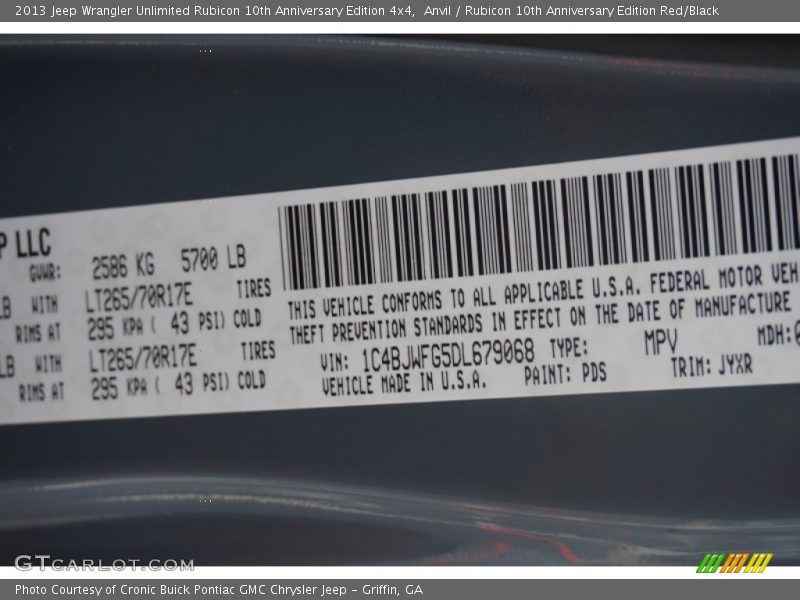 2013 Jeep Wrangler Unlimited Rubicon 10th Anniversary Edition 4x4, Anvil / Rubicon 10th Anniversary Edition Red/Black
P LLC
GVWR: 2586 KG 5700 LB
LB WITH LT265/70R17E TIRES
RIMS AT 295 KPA ( 43 PSI) COLD
LB WITH LT265/70R17E TIRES
RIMS AT 295 KPA ( 43 PSI) COLD
THIS VEHICLE CONFORMS TO ALL APPLICABLE U.S.A. FEDERAL MOTOR VEH
THEFT PREVENTION STANDARDS IN EFFECT ON THE DATE OF MANUFACTURE
VIN: 1C4BJWFG5DL679068 TYPE: MPV MDH:0
VEHICLE MADE IN U.S.A. PAINT: PDS TRIM: JYXR
GTCARLOT.COM
Photo Courtesy of Cronic Buick Pontiac GMC Chrysler Jeep – Griffin, GA